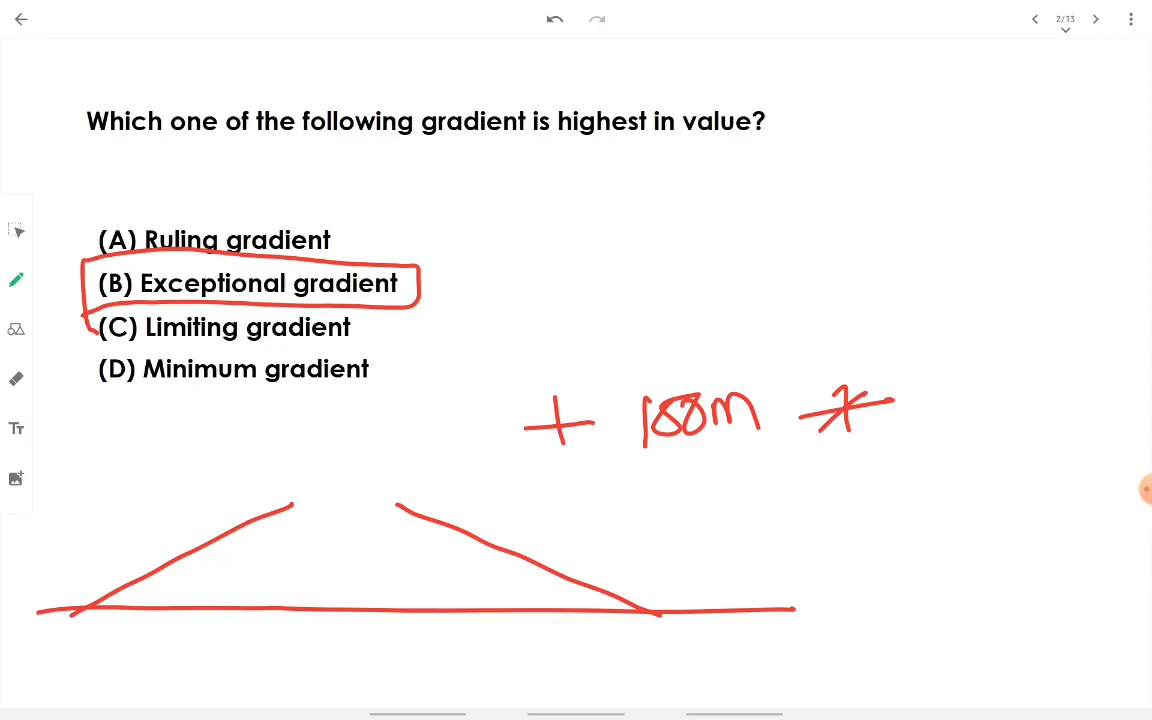 2/13
Which one of the following gradient is highest in value?
(A) Ruling gradient
(B) Exceptional gradient
(C) Limiting gradient
(D) Minimum gradient
Tт